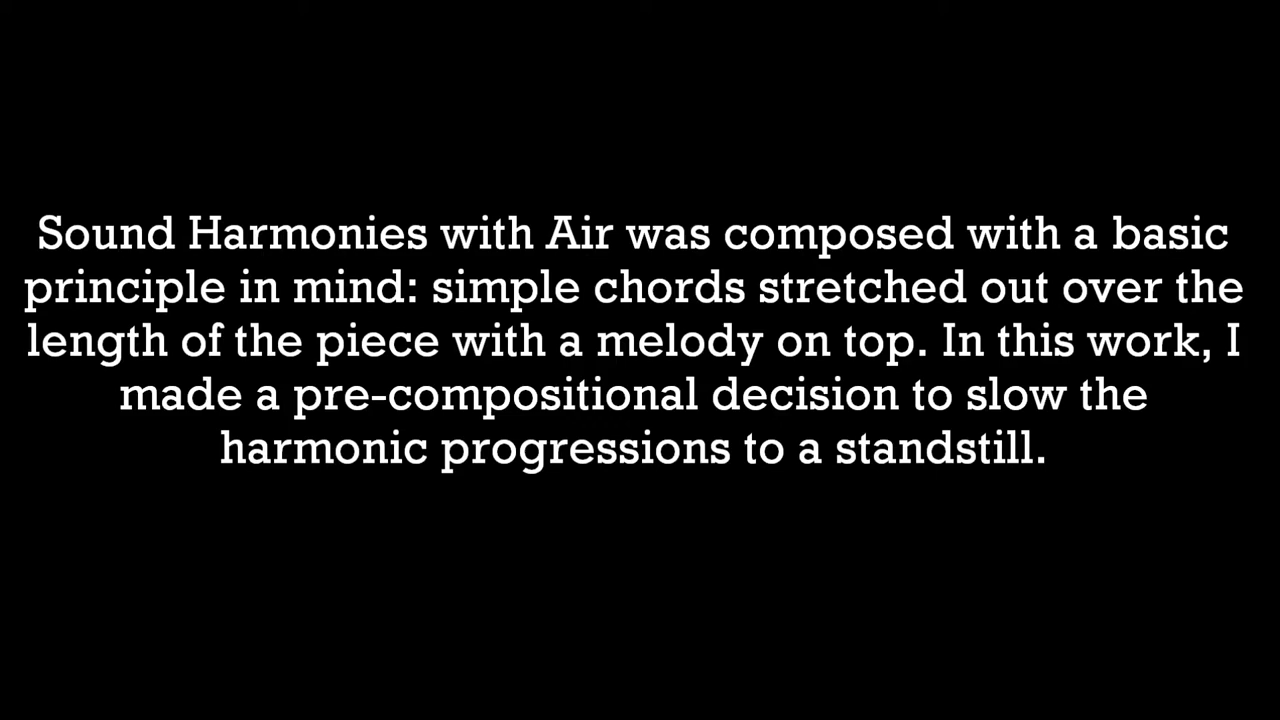 Sound Harmonies with Air was composed with a basic
principle in mind: simple chords stretched out over the
length of the piece with a melody on top. In this work, I
made a pre-compositional decision to slow the
harmonic progressions to a standstill.